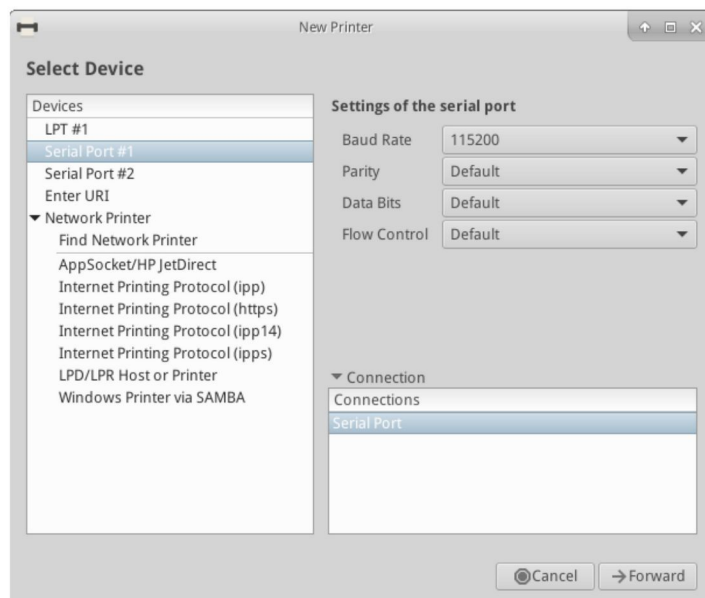 New Printer
Select Device
Devices
LPT #1
Serial Port #1
Serial Port #2
Enter URI
Network Printer
Find Network Printer
AppSocket/HP JetDirect
Internet Printing Protocol (ipp)
Internet Printing Protocol (https)
Internet Printing Protocol (ipp14)
Internet Printing Protocol (ipps)
LPD/LPR Host or Printer
Windows Printer via SAMBA
Settings of the serial port
Baud Rate 115200
Parity Default
Data Bits Default
Flow Control Default
Connection
Connections
Serial Port
Cancel Forward